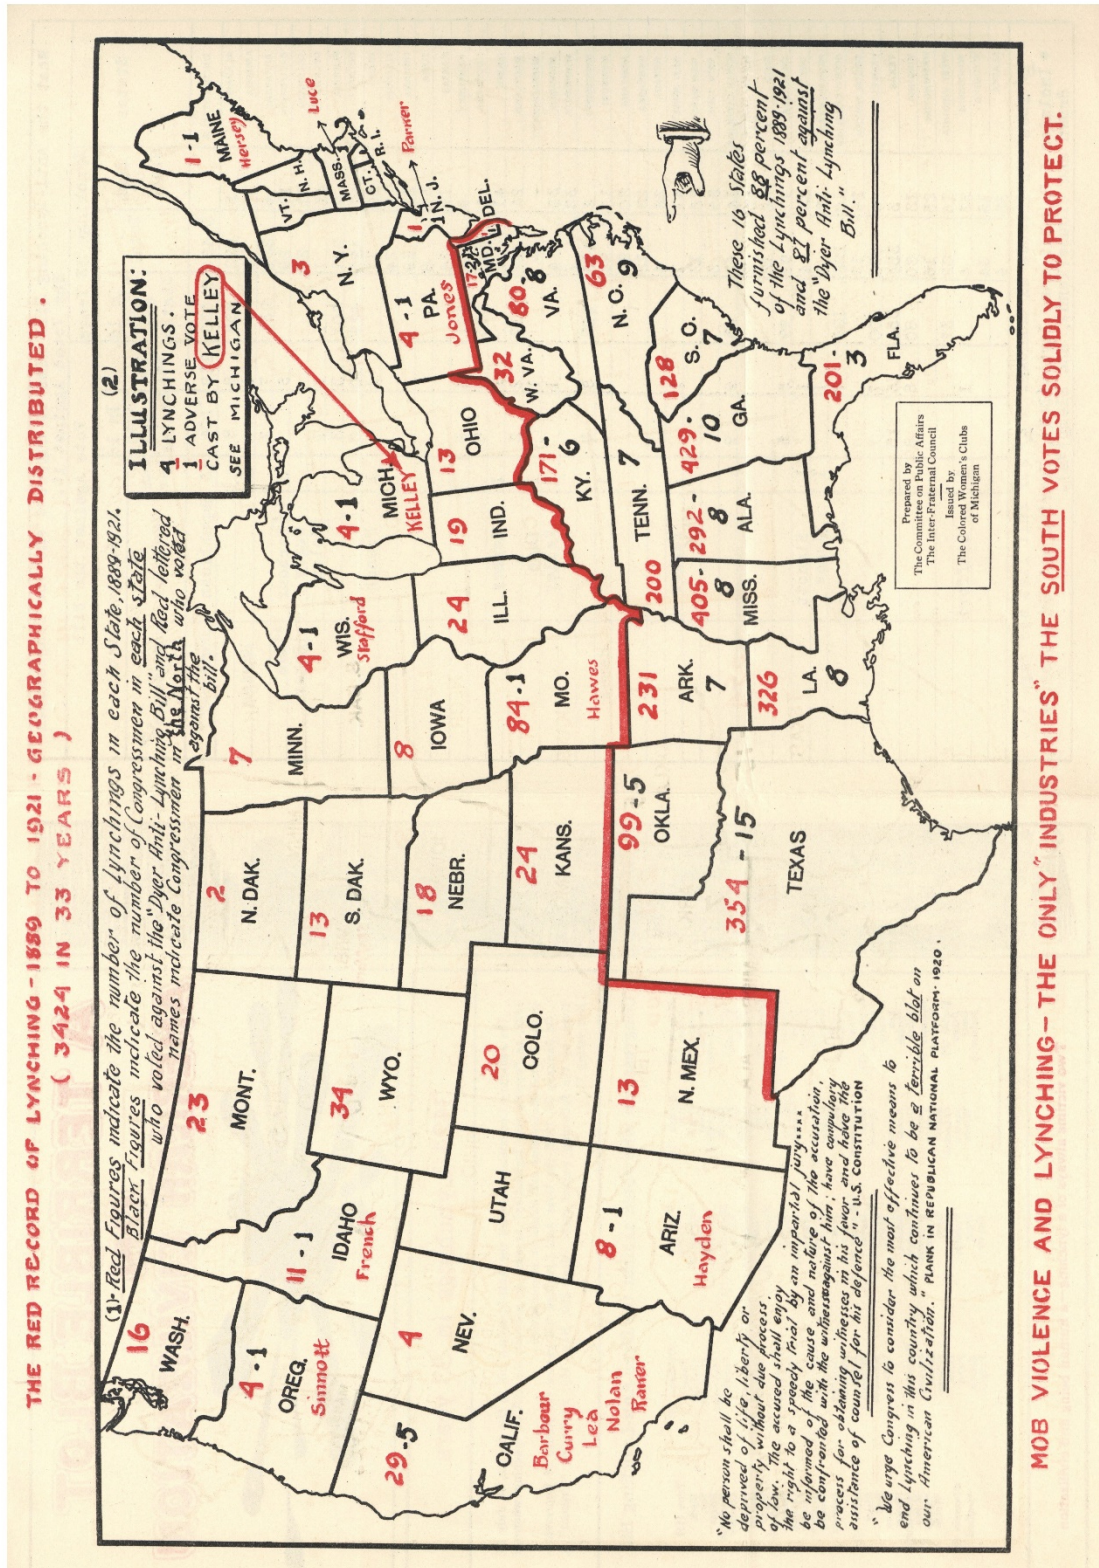 THE RED RECORD OF LYNCHING - 1889 TO 1921 - GEOGRAPHICALLY DISTRIBUTED.
( 3424 IN 33 YEARS )
(1) - Red Figures indicate the number of Lynchings in each State, 1889-1921.
Black Figures indicate the number of Congressmen in each state
who voted against the "Dyer Anti-Lynching Bill" and Red lettered
names indicate Congressmen in the North who voted
against the
bill.
(2)
ILLUSTRATION:
4 LYNCHINGS.
1 ADVERSE VOTE
CAST BY KELLEY
SEE MICHIGAN
16
WASH.
4-1
OREG.
Sinnott
29-5
CALIF.
Barbour
Curry
Lea
Nolan
Raker
4
NEV.
11-1
IDAHO
French
23
MONT.
34
WYO.
UTAH
20
COLO.
8-1
ARIZ.
Hayden
13
N. MEX.
2
N. DAK.
13
S. DAK.
18
NEBR.
24
KANS.
99-5
OKLA.
354-15
TEXAS
7
MINN.
8
IOWA
84-1
MO.
Hawes
231
ARK.
7
326
LA.
8
4-1
WIS.
Stafford
24
ILL.
4-1
MICH.
KELLEY
19
IND.
13
OHIO
171-
6
KY.
200
TENN. 7
405-
8
MISS.
292-
8
ALA.
429-
10
GA.
201-
3
FLA.
128
S. C.
7
63
N. C.
9
80-
8
VA.
32
W. VA.
17-2
MD.
DEL.
4-1
PA.
Jones
1
1 N. J.
Parker
3
N. Y.
VT.
N. H.
MASS.
Luce
CT.
R. I.
1-1
MAINE
Hersey
These 16 States
furnished 88 percent
of the Lynchings 1889-1921
and 87 percent against
the "Dyer Anti-Lynching
Bill."
Prepared by
The Committee on Public Affairs
The Inter-Fraternal Council
Issued by
The Colored Women's Clubs
of Michigan
"No person shall be
deprived of life, liberty or
property without due process
of law. The accused shall enjoy
the right to a speedy trial by an impartial jury....
be informed of the cause and nature of the accusation,
be confronted with the witness against him; have compulsory
process for obtaining witnesses in his favor and have the
assistance of counsel for his defence" - U.S. CONSTITUTION
"We urge Congress to consider the most effective means to
end Lynching in this country which continues to be a terrible blot on
our American Civilization." PLANK IN REPUBLICAN NATIONAL PLATFORM - 1920.
MOB VIOLENCE AND LYNCHING - THE ONLY "INDUSTRIES" THE SOUTH VOTES SOLIDLY TO PROTECT.